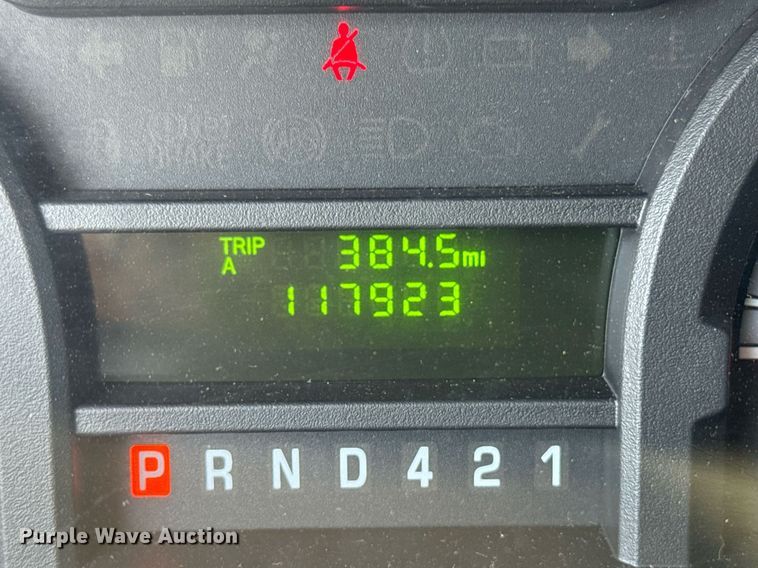 TRIP 384.5mi
A
117923
P R N D 4 2 1
Purple Wave Auction